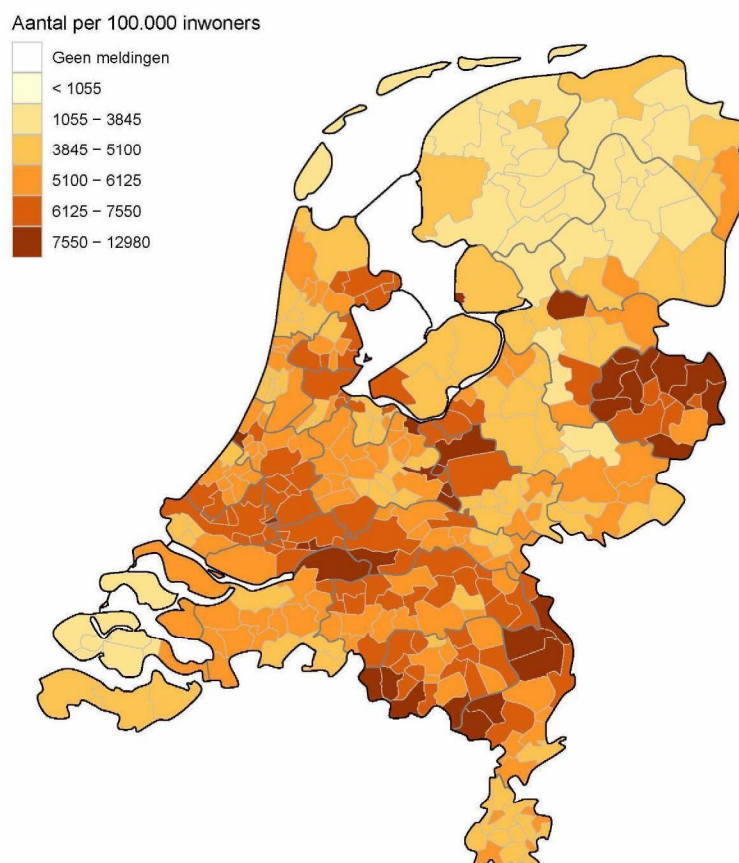 Aantal per 100.000 inwoners
Geen meldingen
< 1055
1055 – 3845
3845 – 5100
5100 – 6125
6125 – 7550
7550 – 12980